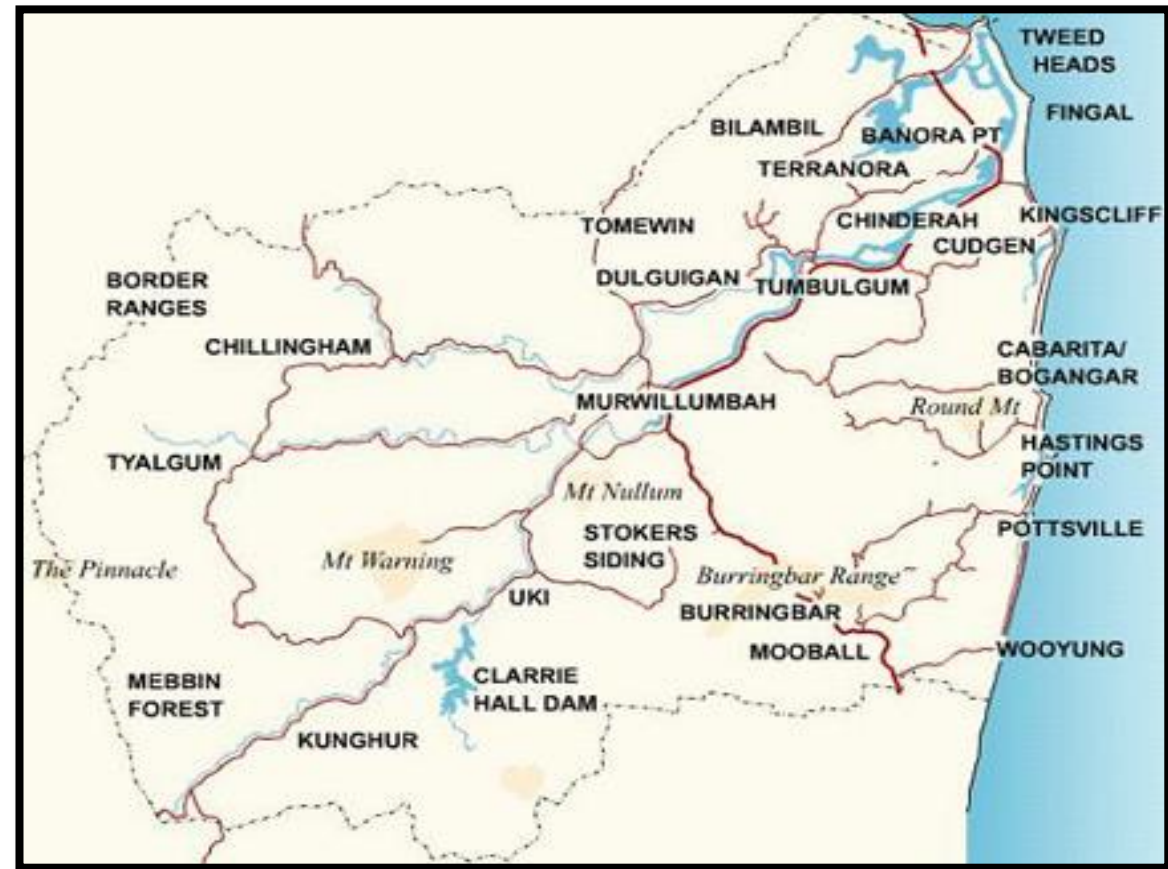 TWEED
HEADS
FINGAL
BILAMBIL
BANORA PT
TERRANORA
TOMEWIN
CHINDERAH
KINGSCLIFF
CUDGEN
DULGUIGAN
TUMBULGUM
BORDER
RANGES
CHILLINGHAM
CABARITA/
BOGANGAR
MURWILLUMBAH
Round Mt
TYALGUM
HASTINGS
POINT
Mt Nullum
STOKERS
SIDING
POTTSVILLE
The Pinnacle
Mt Warning
Burringbar Range
UKI
BURRINGBAR
MOOBALL
WOOYUNG
MEBBIN
FOREST
CLARRIE
HALL DAM
KUNGHUR